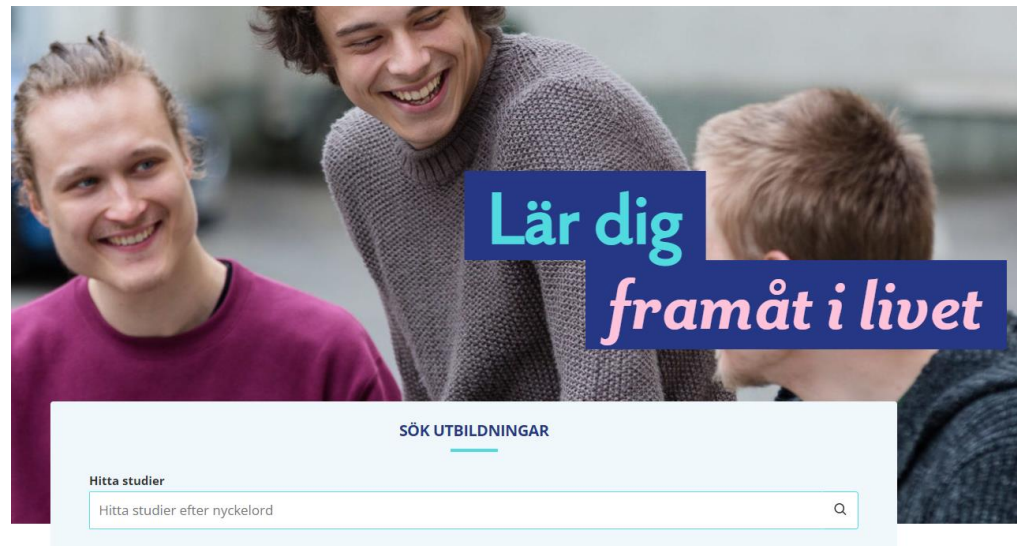 Lär dig
framåt i livet
SÖK UTBILDNINGAR
Hitta studier
Hitta studier efter nyckelord